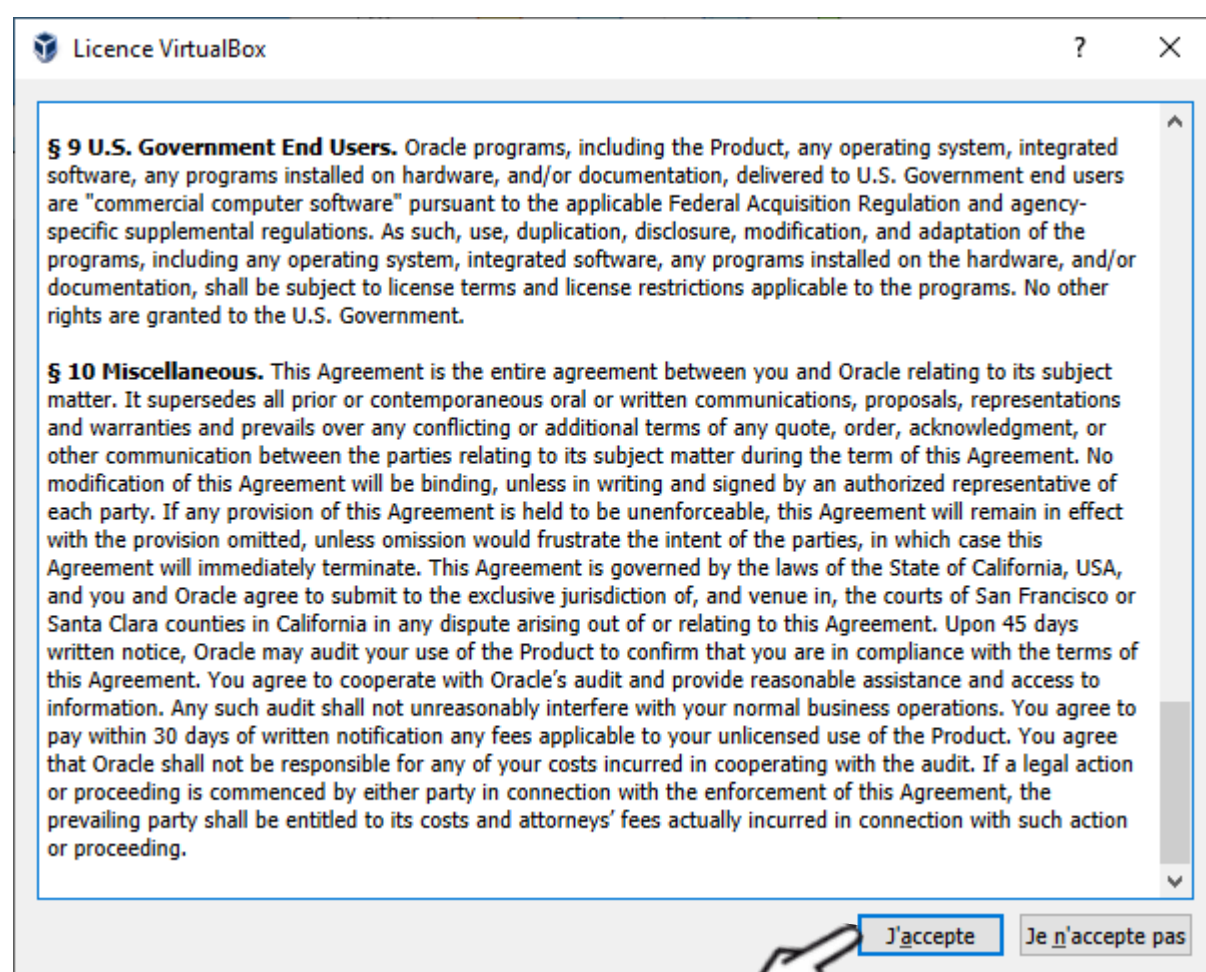 Licence VirtualBox
§ 9 U.S. Government End Users. Oracle programs, including the Product, any operating system, integrated
software, any programs installed on hardware, and/or documentation, delivered to U.S. Government end users
are "commercial computer software" pursuant to the applicable Federal Acquisition Regulation and agency-
specific supplemental regulations. As such, use, duplication, disclosure, modification, and adaptation of the
programs, including any operating system, integrated software, any programs installed on the hardware, and/or
documentation, shall be subject to license terms and license restrictions applicable to the programs. No other
rights are granted to the U.S. Government.
§ 10 Miscellaneous. This Agreement is the entire agreement between you and Oracle relating to its subject
matter. It supersedes all prior or contemporaneous oral or written communications, proposals, representations
and warranties and prevails over any conflicting or additional terms of any quote, order, acknowledgment, or
other communication between the parties relating to its subject matter during the term of this Agreement. No
modification of this Agreement will be binding, unless in writing and signed by an authorized representative of
each party. If any provision of this Agreement is held to be unenforceable, this Agreement will remain in effect
with the provision omitted, unless omission would frustrate the intent of the parties, in which case this
Agreement will immediately terminate. This Agreement is governed by the laws of the State of California, USA,
and you and Oracle agree to submit to the exclusive jurisdiction of, and venue in, the courts of San Francisco or
Santa Clara counties in California in any dispute arising out of or relating to this Agreement. Upon 45 days
written notice, Oracle may audit your use of the Product to confirm that you are in compliance with the terms of
this Agreement. You agree to cooperate with Oracle’s audit and provide reasonable assistance and access to
information. Any such audit shall not unreasonably interfere with your normal business operations. You agree to
pay within 30 days of written notification any fees applicable to your unlicensed use of the Product. You agree
that Oracle shall not be responsible for any of your costs incurred in cooperating with the audit. If a legal action
or proceeding is commenced by either party in connection with the enforcement of this Agreement, the
prevailing party shall be entitled to its costs and attorneys’ fees actually incurred in connection with such action
or proceeding.
J'accepte Je n'accepte pas